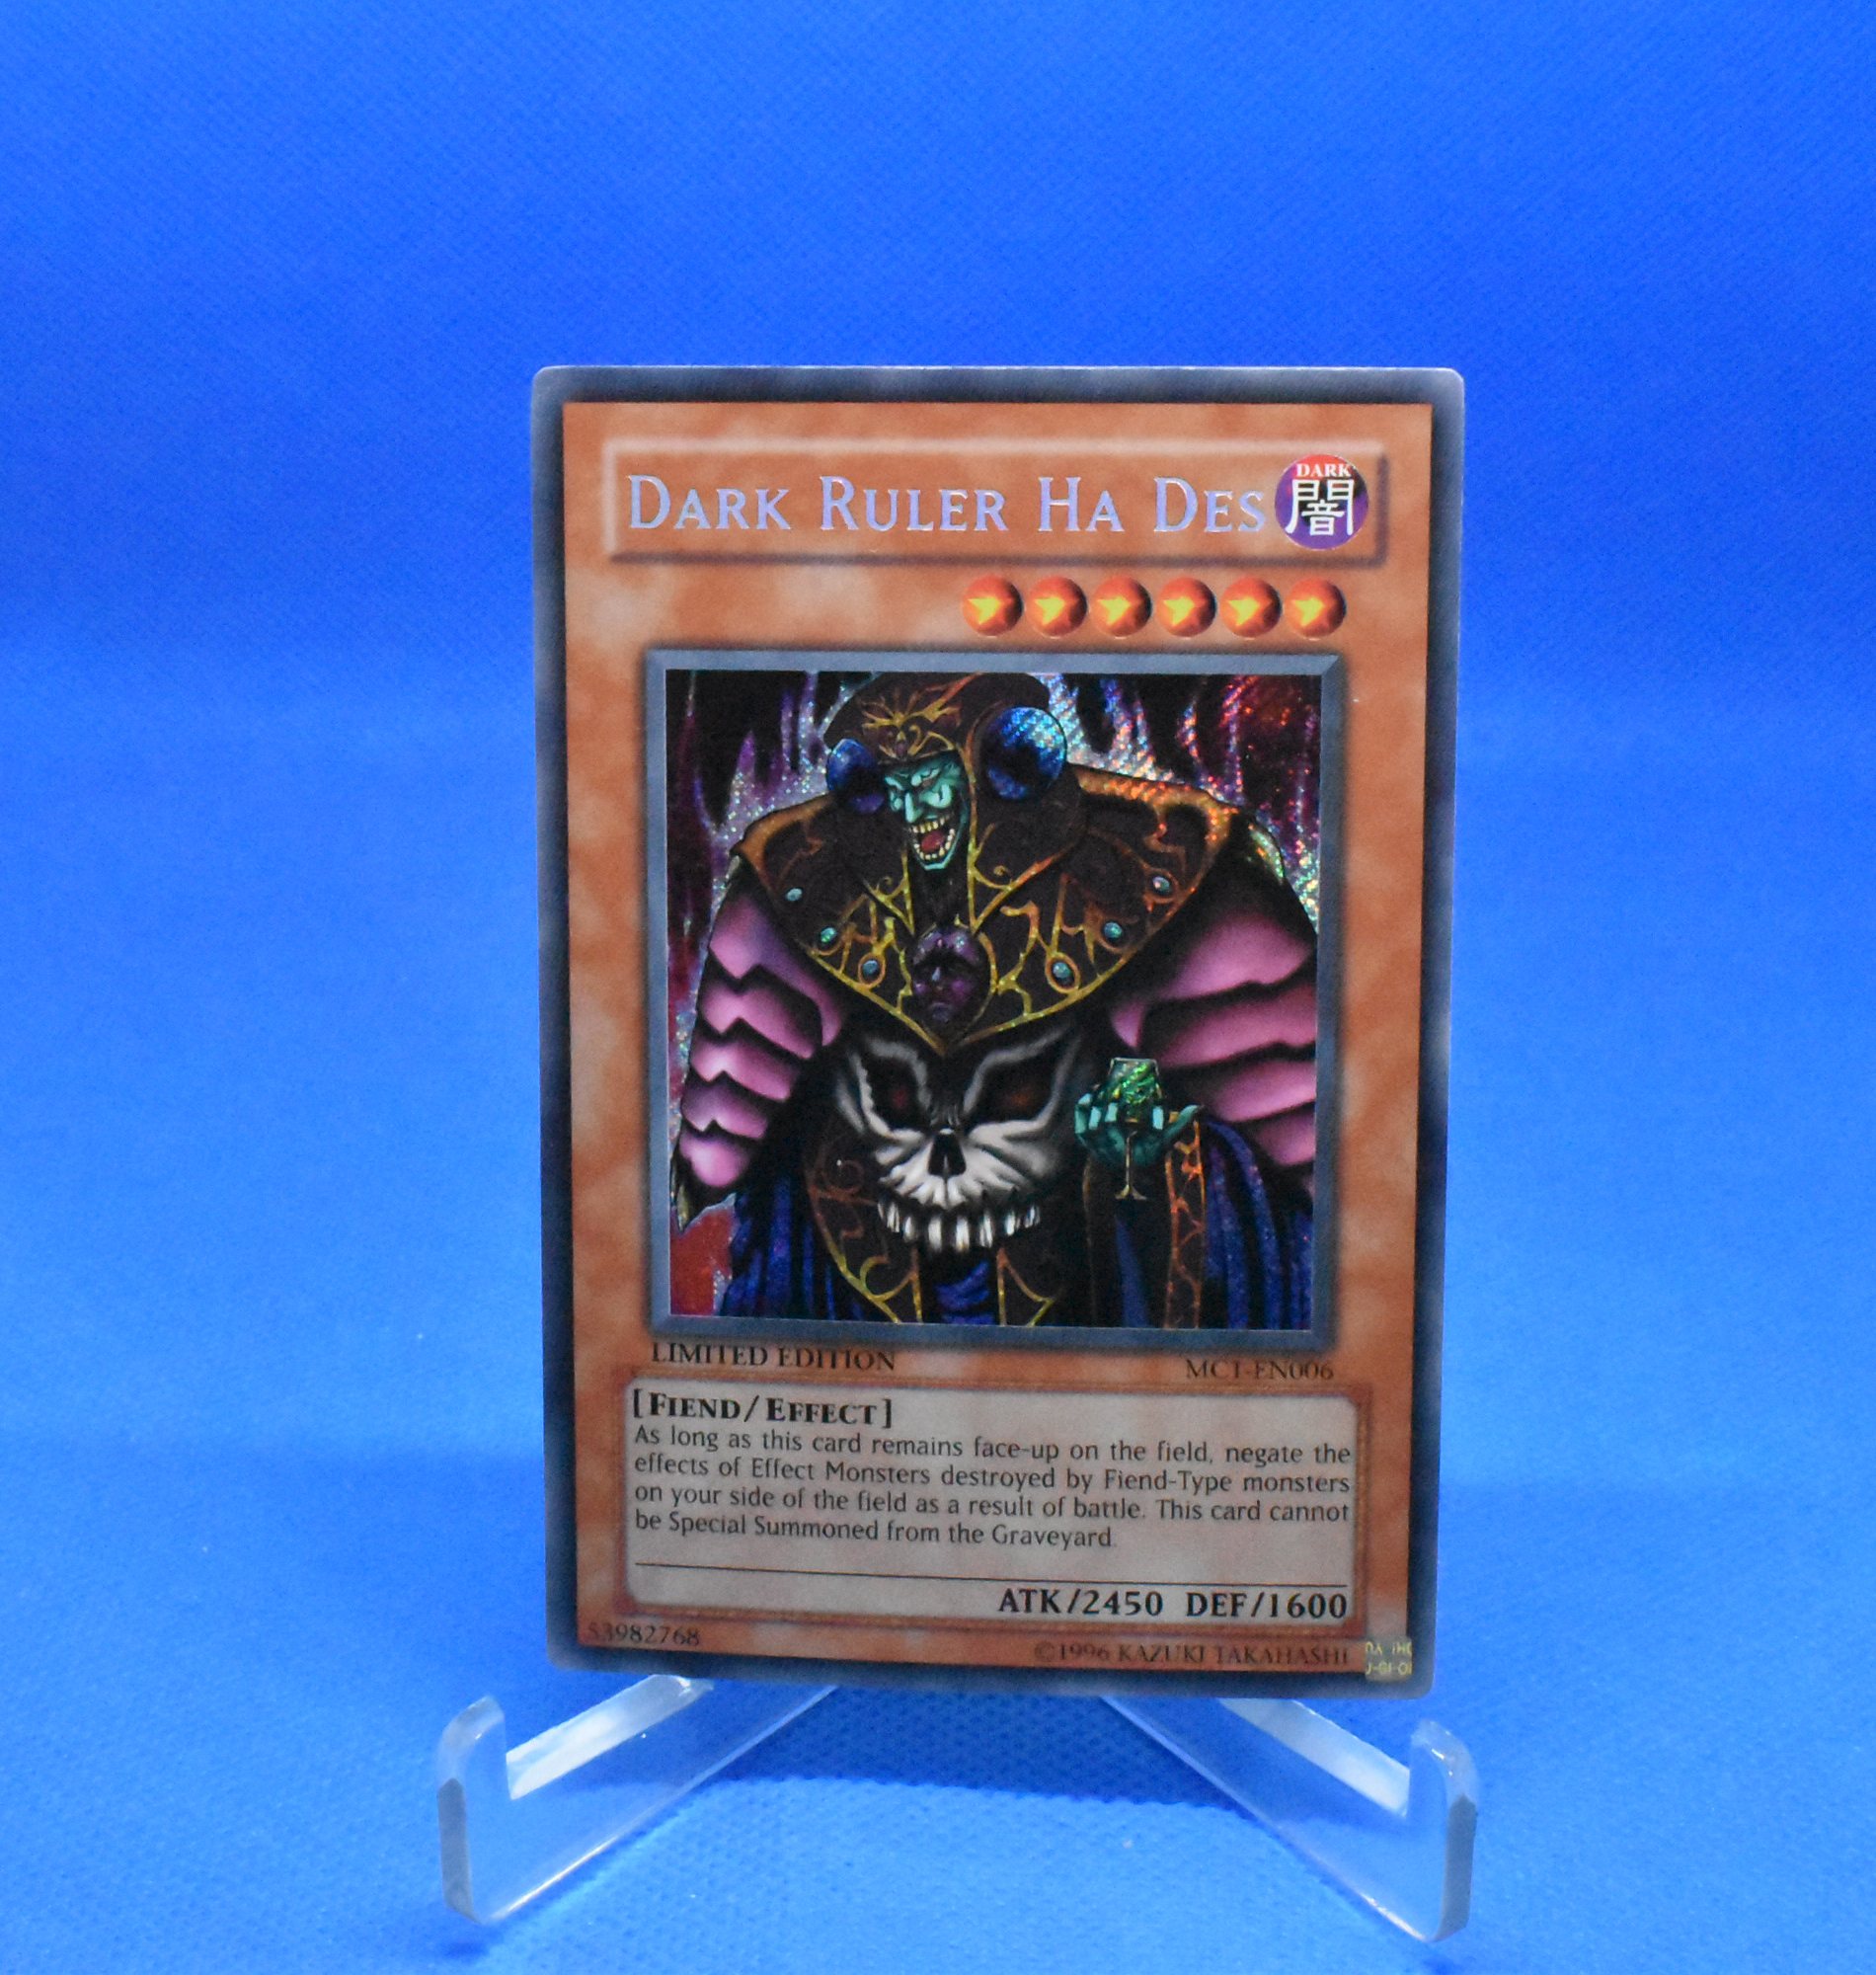 DARK RULER HA DES
DARK
闇
LIMITED EDITION
MC1-EN006
[FIEND/EFFECT]
As long as this card remains face-up on the field, negate the
effects of Effect Monsters destroyed by Fiend-Type monsters
on your side of the field as a result of battle. This card cannot
be Special Summoned from the Graveyard.
ATK/2450 DEF/1600
53982768
©1996 KAZUKI TAKAHASHI